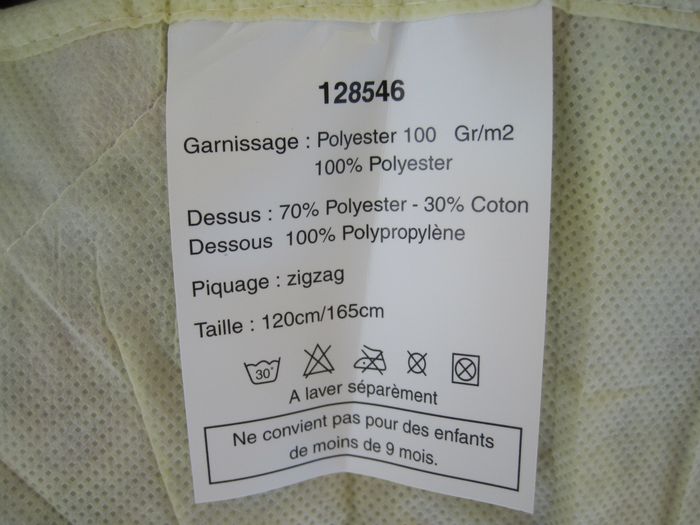 128546
Garnissage : Polyester 100 Gr/m2
100% Polyester
Dessus : 70% Polyester - 30% Coton
Dessous 100% Polypropylène
Piquage : zigzag
Taille : 120cm/165cm
30°
A laver séparèment
Ne convient pas pour des enfants
de moins de 9 mois.